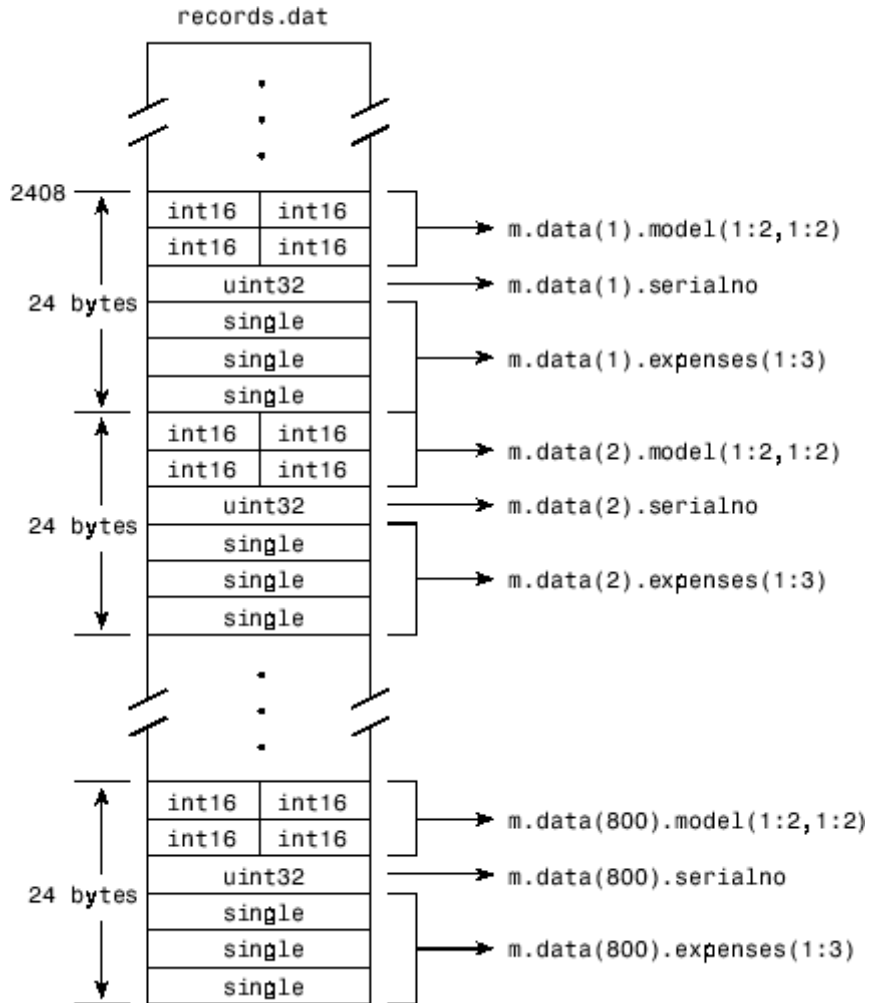 records.dat
2408
int16 int16 m.data(1).model(1:2,1:2)
int16 int16
uint32 m.data(1).serialno
24 bytes
single
single m.data(1).expenses(1:3)
single
int16 int16 m.data(2).model(1:2,1:2)
int16 int16
uint32 m.data(2).serialno
24 bytes
single
single m.data(2).expenses(1:3)
single
int16 int16 m.data(800).model(1:2,1:2)
int16 int16
uint32 m.data(800).serialno
24 bytes
single
single m.data(800).expenses(1:3)
single